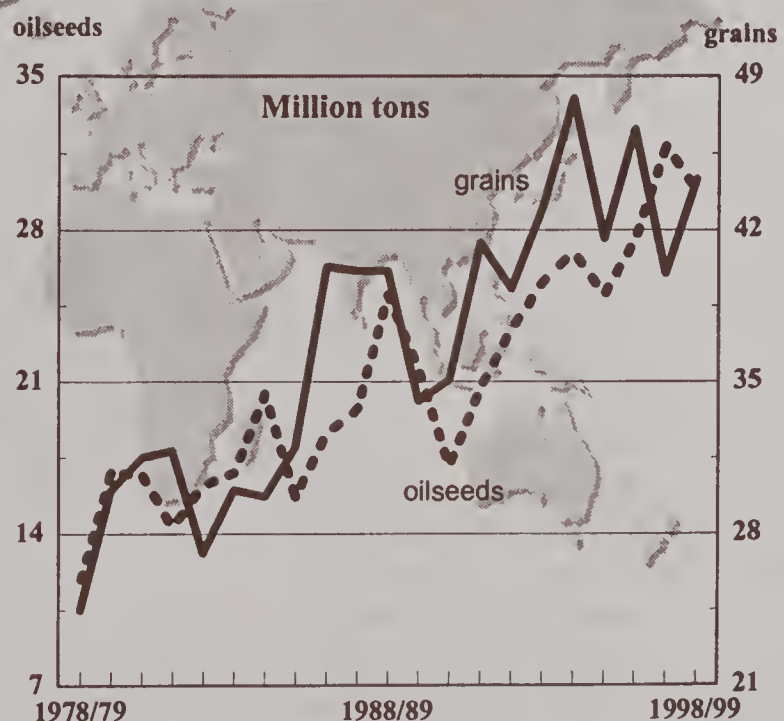 oilseeds grains
35 49
Million tons
grains
28 42
21 35
oilseeds
14 28
7 21
1978/79 1988/89 1998/99